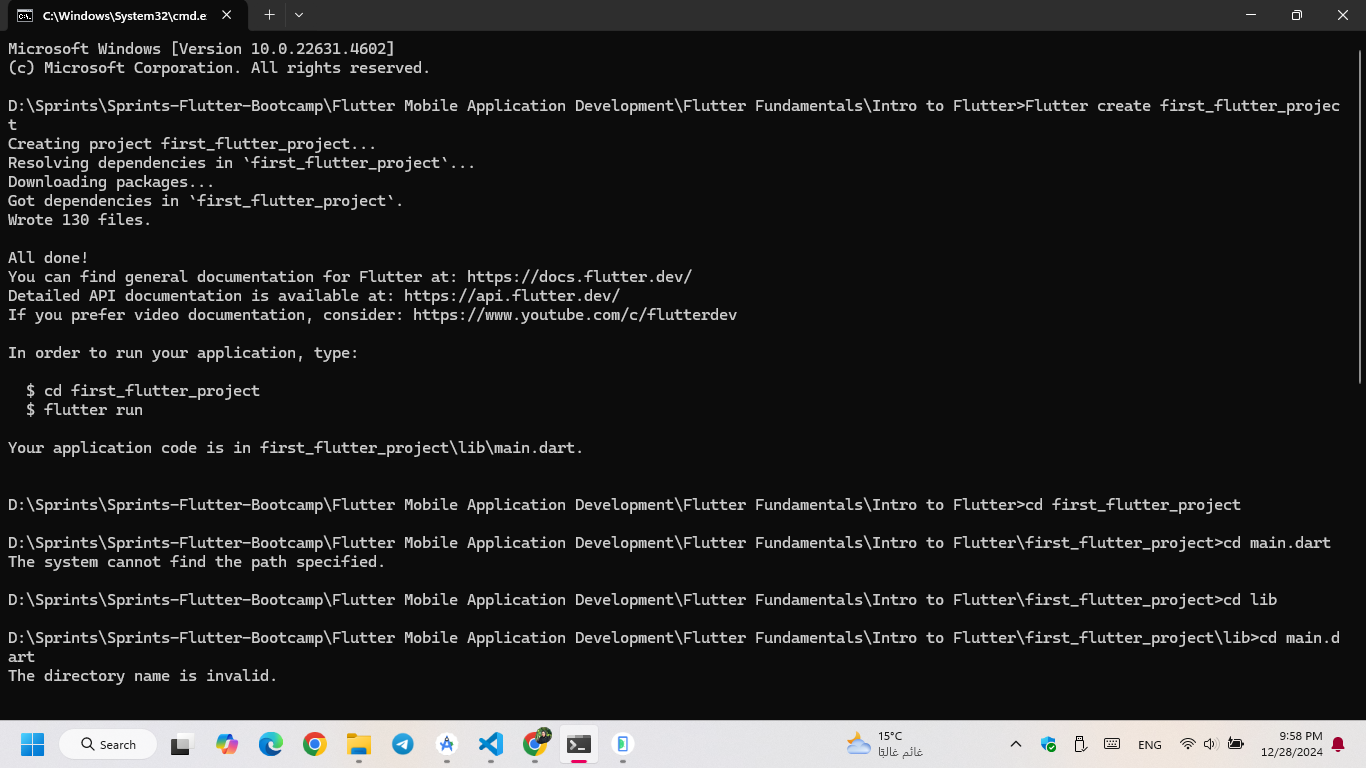 C:\Windows\System32\cmd.e
Microsoft Windows [Version 10.0.22631.4602]
(c) Microsoft Corporation. All rights reserved.
D:\Sprints\Sprints-Flutter-Bootcamp\Flutter Mobile Application Development\Flutter Fundamentals\Intro to Flutter>Flutter create first_flutter_projec
t
Creating project first_flutter_project...
Resolving dependencies in `first_flutter_project`...
Downloading packages...
Got dependencies in `first_flutter_project`.
Wrote 130 files.
All done!
You can find general documentation for Flutter at: https://docs.flutter.dev/
Detailed API documentation is available at: https://api.flutter.dev/
If you prefer video documentation, consider: https://www.youtube.com/c/flutterdev
In order to run your application, type:
$ cd first_flutter_project
$ flutter run
Your application code is in first_flutter_project\lib\main.dart.
D:\Sprints\Sprints-Flutter-Bootcamp\Flutter Mobile Application Development\Flutter Fundamentals\Intro to Flutter>cd first_flutter_project
D:\Sprints\Sprints-Flutter-Bootcamp\Flutter Mobile Application Development\Flutter Fundamentals\Intro to Flutter\first_flutter_project>cd main.dart
The system cannot find the path specified.
D:\Sprints\Sprints-Flutter-Bootcamp\Flutter Mobile Application Development\Flutter Fundamentals\Intro to Flutter\first_flutter_project>cd lib
D:\Sprints\Sprints-Flutter-Bootcamp\Flutter Mobile Application Development\Flutter Fundamentals\Intro to Flutter\first_flutter_project\lib>cd main.d
art
The directory name is invalid.
Search
15°C
غائم غالبًا
ENG
9:58 PM
12/28/2024